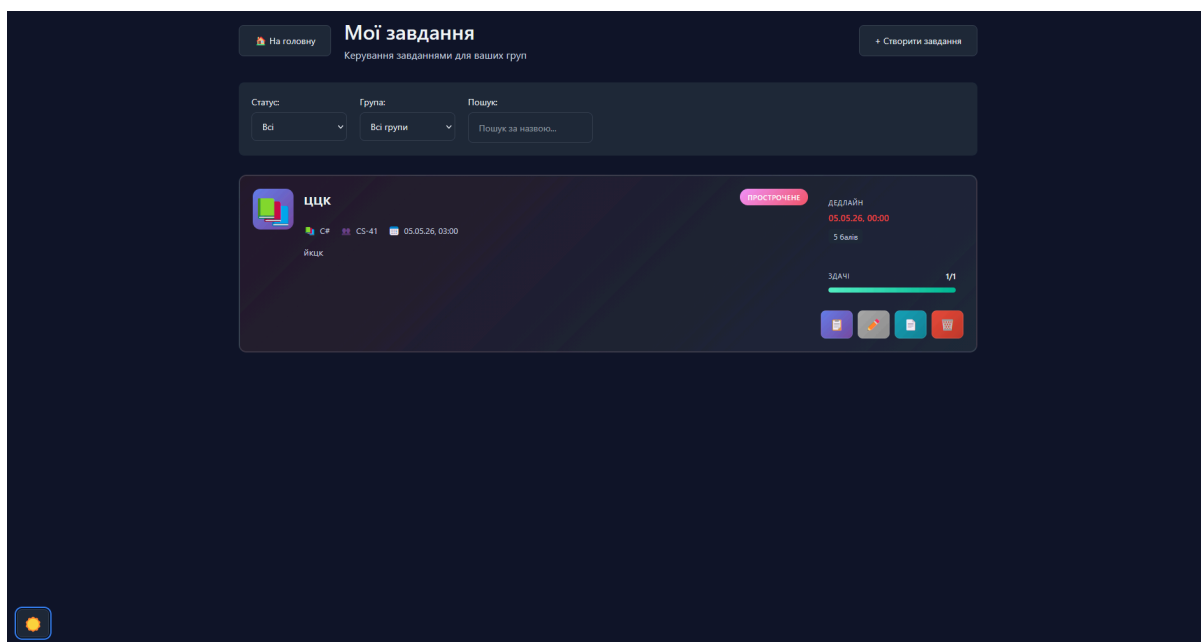 На головну
Мої завдання
Керування завданнями для ваших груп
+ Створити завдання
Статус:
Група:
Пошук:
Всі
Всі групи
Пошук за назвою...
ццк
ПРОСТРОЧЕНЕ
C#
CS-41
05.05.26, 03:00
йкцк
ДЕДЛАЙН
05.05.26, 00:00
5 балів
ЗДАЧІ
1/1